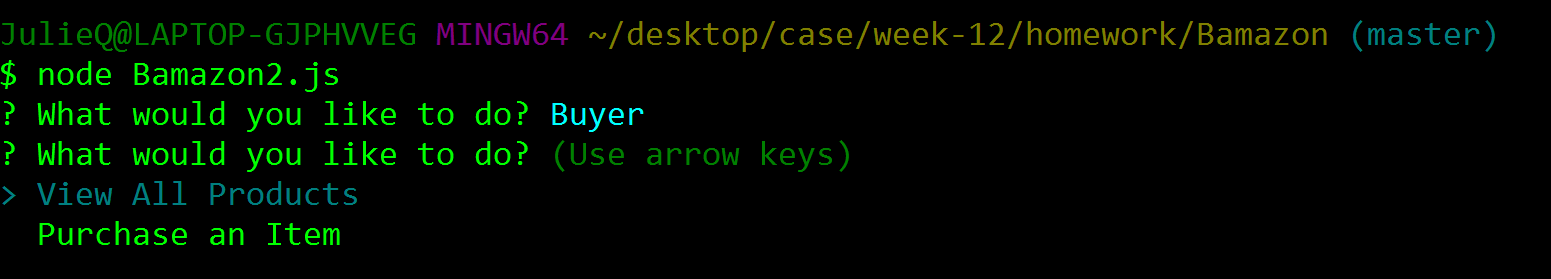 JulieQ@LAPTOP-GJPHVVEG MINGW64 ~/desktop/case/week-12/homework/Bamazon (master)
$ node Bamazon2.js
? What would you like to do? Buyer
? What would you like to do? (Use arrow keys)
> View All Products
  Purchase an Item